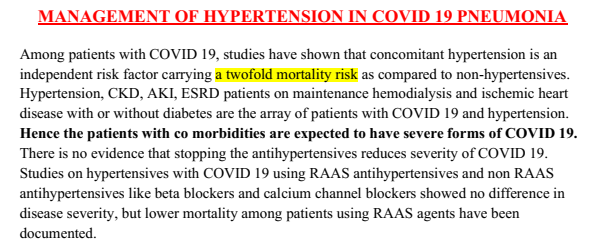 MANAGEMENT OF HYPERTENSION IN COVID 19 PNEUMONIA
Among patients with COVID 19, studies have shown that concomitant hypertension is an
independent risk factor carrying a twofold mortality risk as compared to non-hypertensives.
Hypertension, CKD, AKI, ESRD patients on maintenance hemodialysis and ischemic heart
disease with or without diabetes are the array of patients with COVID 19 and hypertension.
Hence the patients with co morbidities are expected to have severe forms of COVID 19.
There is no evidence that stopping the antihypertensives reduces severity of COVID 19.
Studies on hypertensives with COVID 19 using RAAS antihypertensives and non RAAS
antihypertensives like beta blockers and calcium channel blockers showed no difference in
disease severity, but lower mortality among patients using RAAS agents have been
documented.